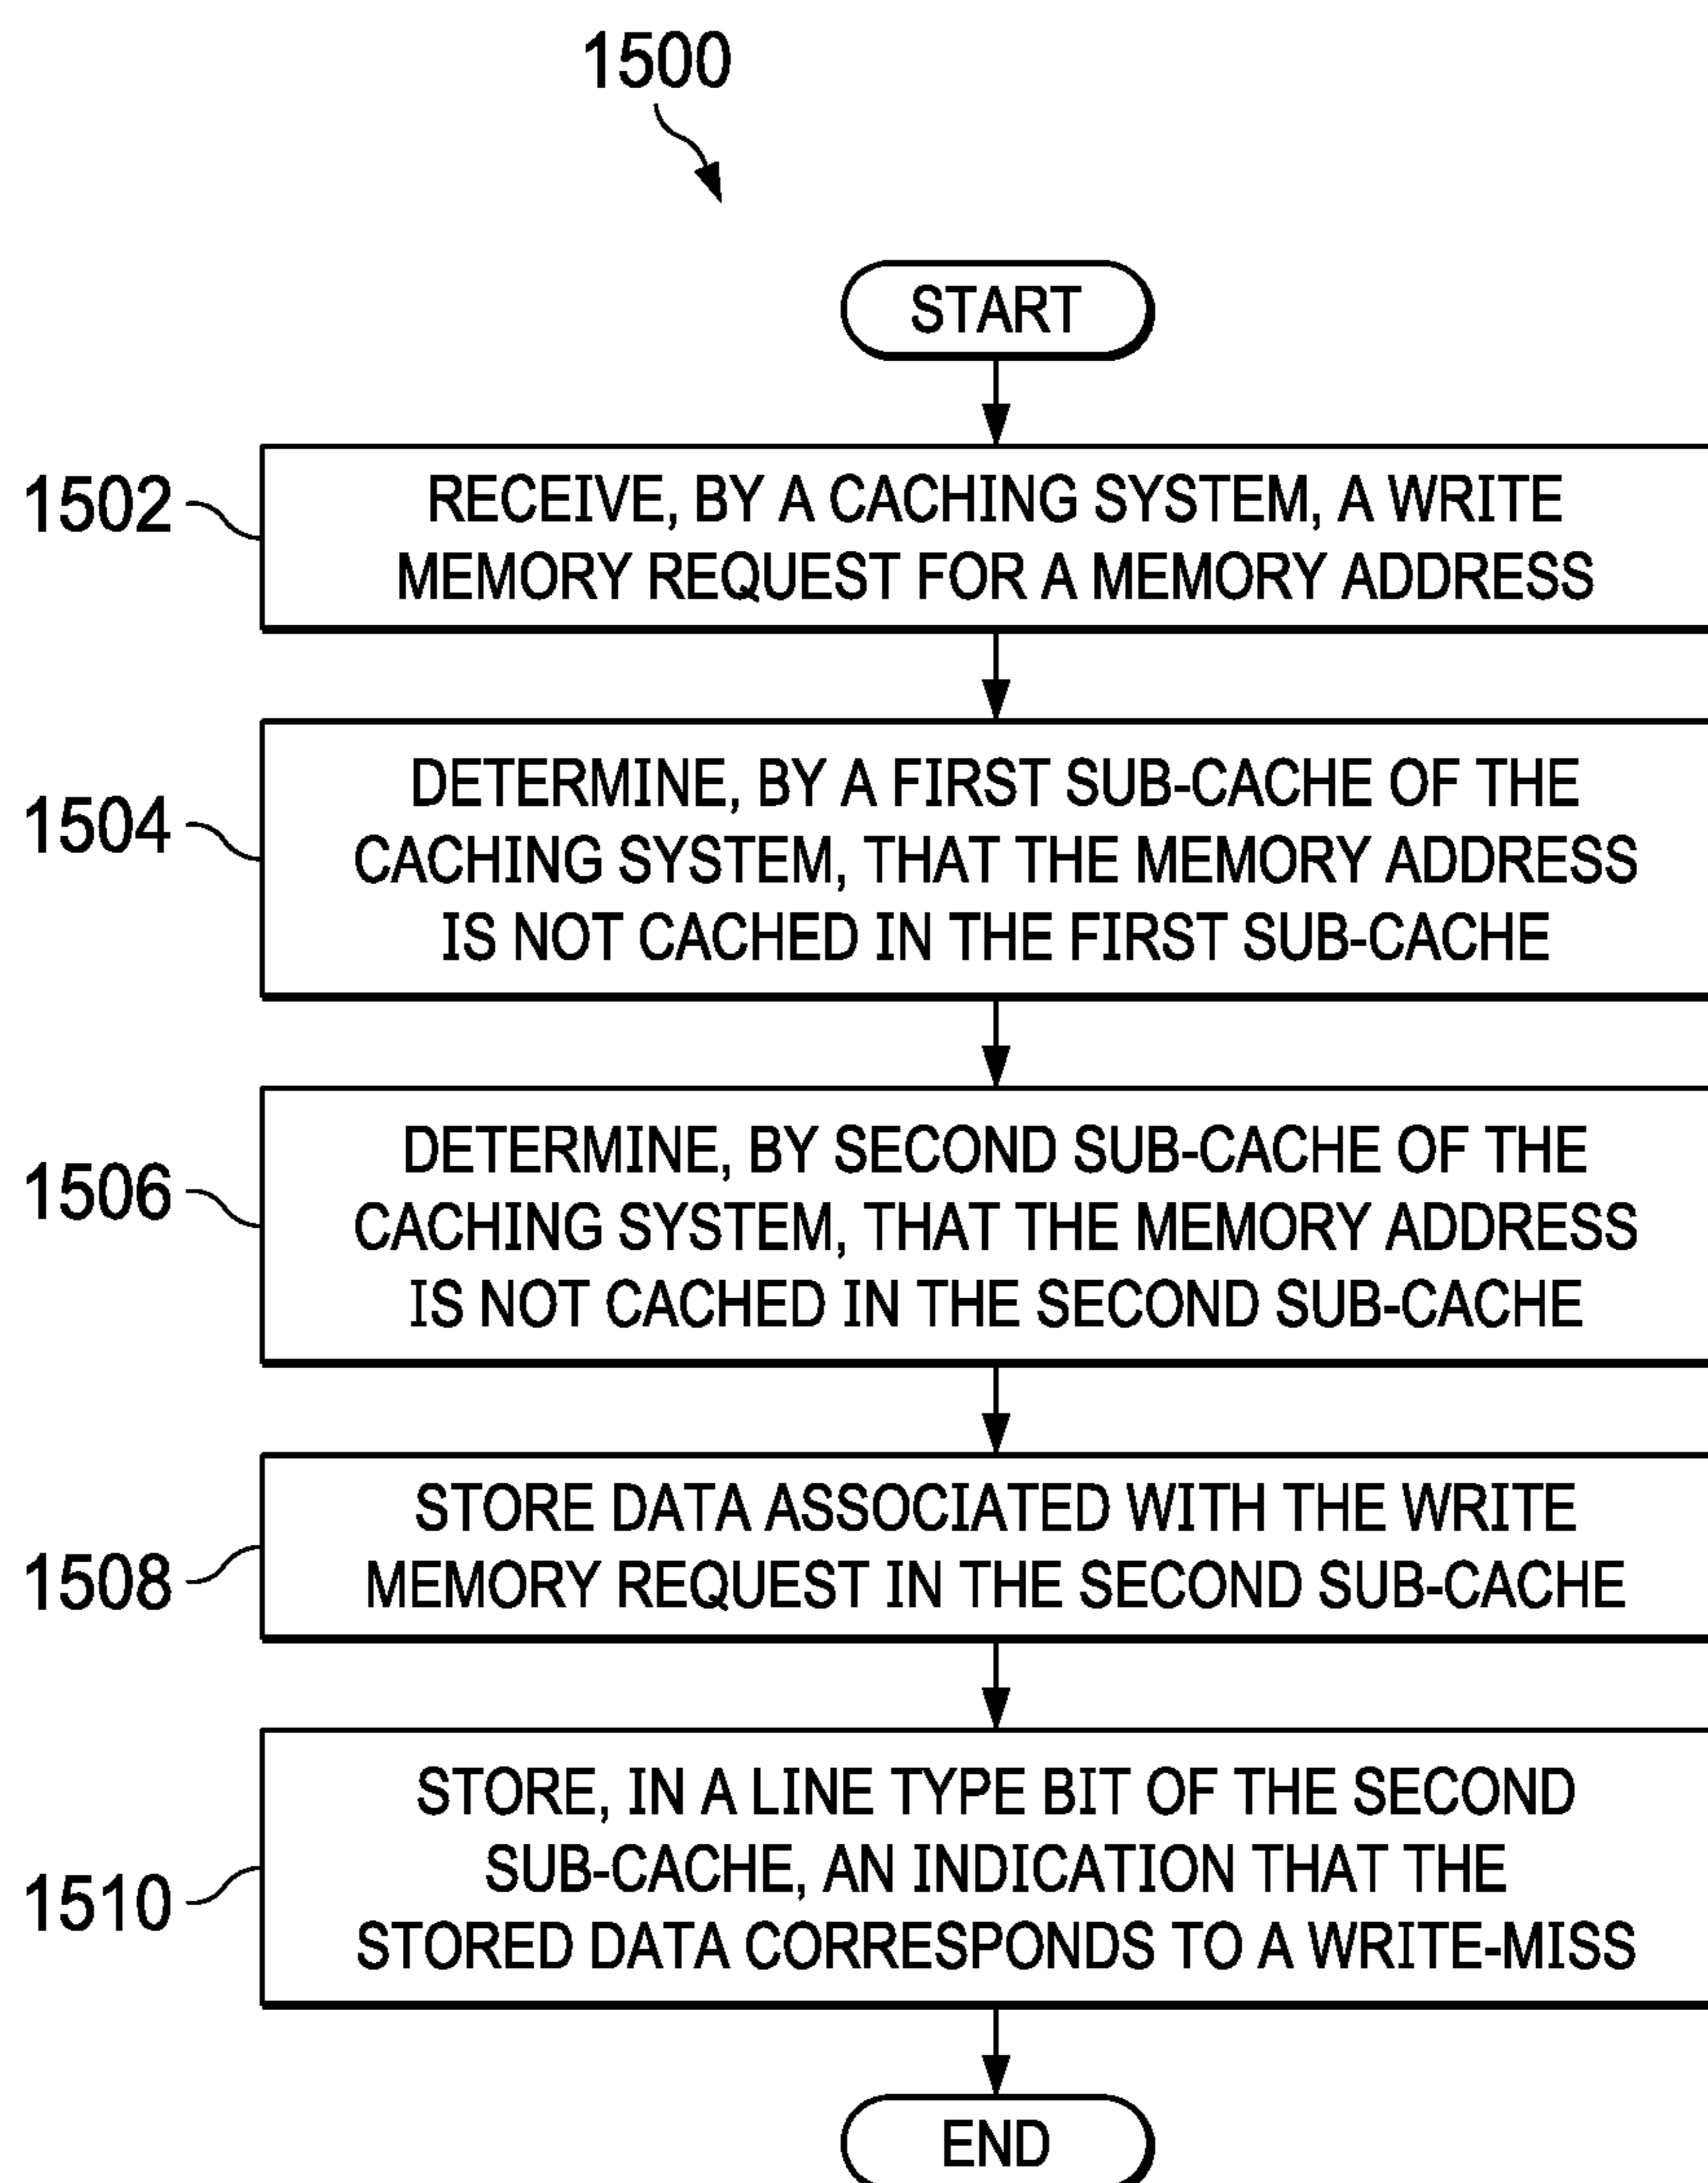 1500
START
1502
RECEIVE, BY A CACHING SYSTEM, A WRITE
MEMORY REQUEST FOR A MEMORY ADDRESS
1504
DETERMINE, BY A FIRST SUB-CACHE OF THE
CACHING SYSTEM, THAT THE MEMORY ADDRESS
IS NOT CACHED IN THE FIRST SUB-CACHE
1506
DETERMINE, BY SECOND SUB-CACHE OF THE
CACHING SYSTEM, THAT THE MEMORY ADDRESS
IS NOT CACHED IN THE SECOND SUB-CACHE
1508
STORE DATA ASSOCIATED WITH THE WRITE
MEMORY REQUEST IN THE SECOND SUB-CACHE
1510
STORE, IN A LINE TYPE BIT OF THE SECOND
SUB-CACHE, AN INDICATION THAT THE
STORED DATA CORRESPONDS TO A WRITE-MISS
END